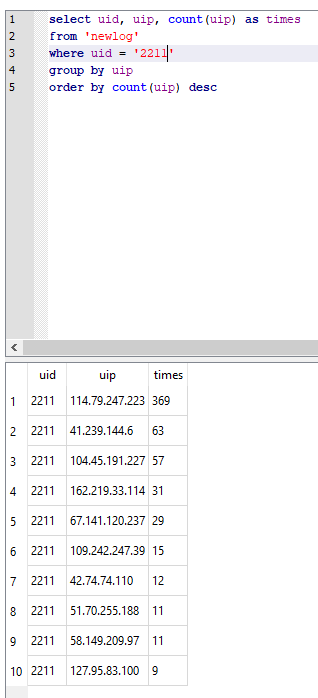 1 select uid, uip, count(uip) as times
2 from 'newlog'
3 where uid = '2211'
4 group by uip
5 order by count(uip) desc
<
uid uip times
1 2211 114.79.247.223 369
2 2211 41.239.144.6 63
3 2211 104.45.191.227 57
4 2211 162.219.33.114 31
5 2211 67.141.120.237 29
6 2211 109.242.247.39 15
7 2211 42.74.74.110 12
8 2211 51.70.255.188 11
9 2211 58.149.209.97 11
10 2211 127.95.83.100 9